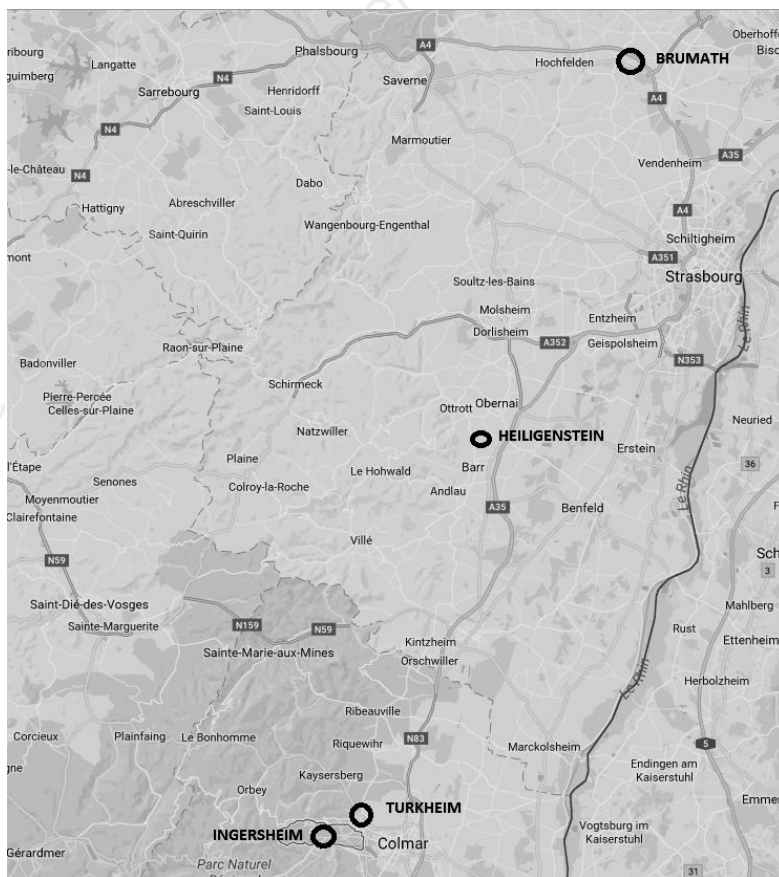 Oberhoffe
A4
ribourg
Phalsbourg
BRUMATH
Langatte
Hochfelden
Bisc
guimberg
N4
Henridorff
Saverne
Sarrebourg
A4
Saint-Louis
N4
Marmoutier
A35
Vendenheim
-le-Château
N4
Dabo
Abreschviller
Hattigny
A4
Wangenbourg-Engenthal
Saint-Quirin
Schiltigheim
mont
A351
Strasbourg
Soultz-les-Bains
Molsheim
Entzheim
Dorlisheim
A352
Geispolsheim
Le Rhin
Raon-sur-Plaine
N353
Badonviller
Schirmeck
Pierre-Percée
Celles-sur-Plaine
Ottrott
Obernai
Neuried
Natzwiller
HEILIGENSTEIN
Erstein
Plaine
l'Étape
Le Hohwald
Barr
36
Senones
Colroy-la-Roche
Andlau
Le Rhin
Moyenmoutier
A35
Benfeld
Clairefontaine
F
Villé
N59
Sch
3
Saint-Dié-des-Vosges
Mahlberg
Sainte-Marguerite
N159
N59
Rust
Ettenheim
Kintzheim
Sainte-Marie-aux-Mines
Orschwiller
Le Rhin
Herbolzheim
Ribeauville
Corcieux
Plainfaing
Le Bonhomme
Riquewihr
N83
Marckolsheim
5
gne
Endingen am
Kaiserstuhl
Kaysersberg
Orbey
Emme
TURKHEIM
INGERSHEIM
Vogtsburg im
Kaiserstuhl
Colmar
Gérardmer
Parc Naturel
31